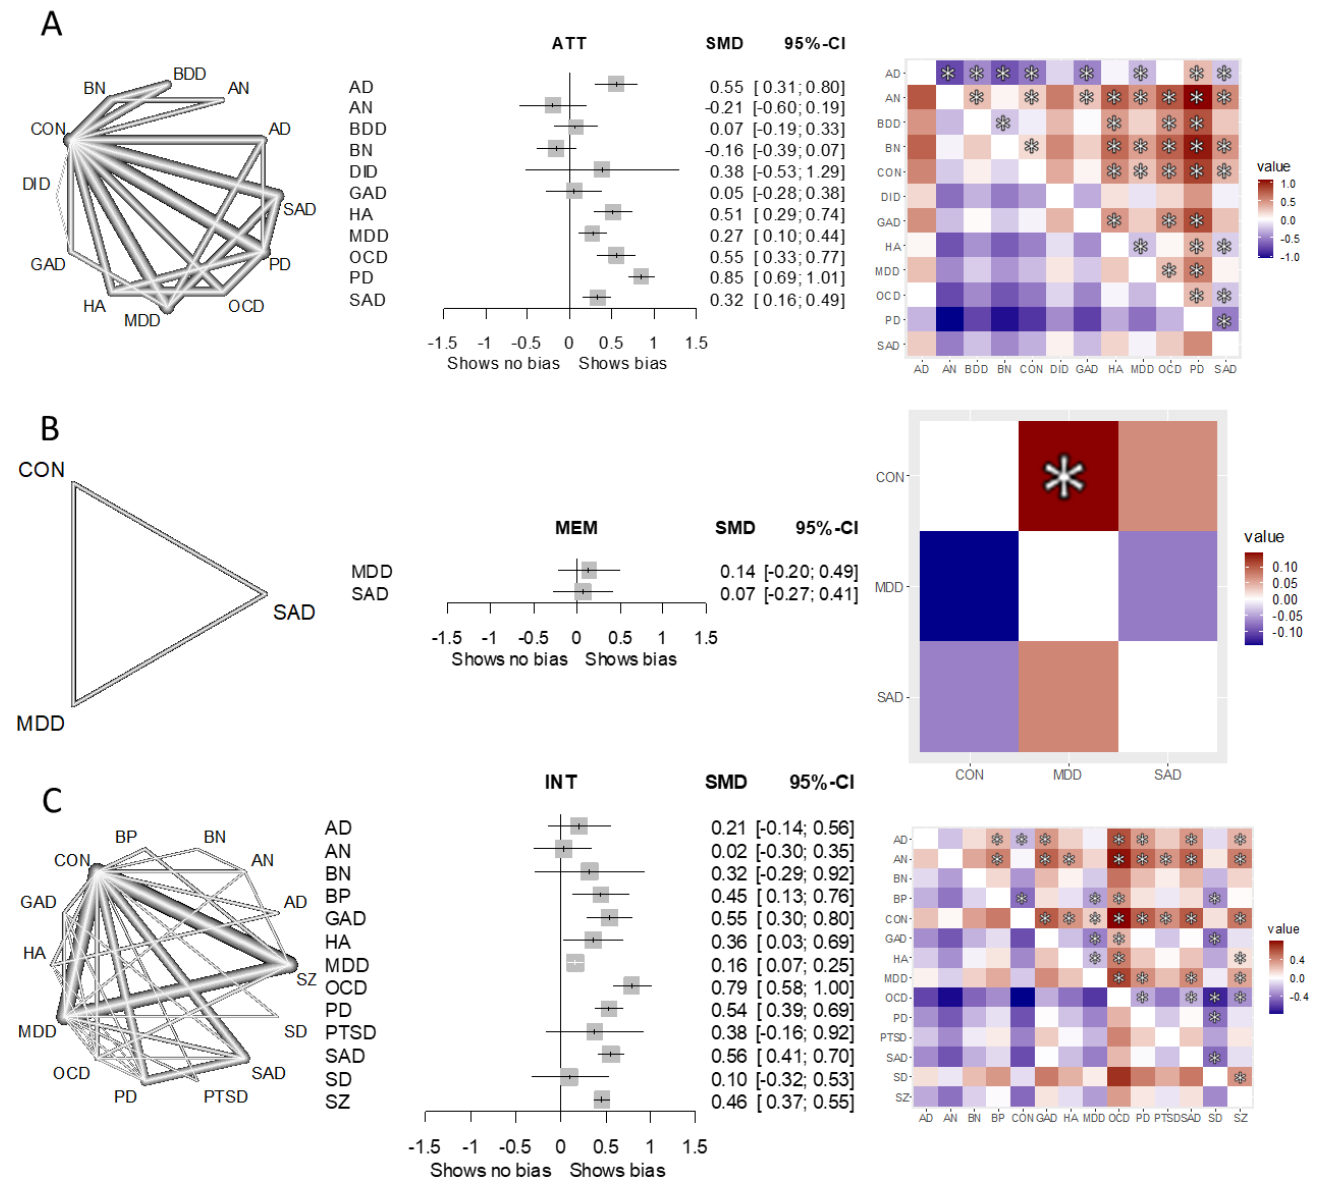 A
BDD
BN
AN
CON
AD
DID
SAD
GAD
PD
HA
OCD
MDD
ATT SMD 95%-CI
AD 0.55 [ 0.31; 0.80]
AN -0.21 [-0.60; 0.19]
BDD 0.07 [-0.19; 0.33]
BN -0.16 [-0.39; 0.07]
DID 0.38 [-0.53; 1.29]
GAD 0.05 [-0.28; 0.38]
HA 0.51 [ 0.29; 0.74]
MDD 0.27 [ 0.10; 0.44]
OCD 0.55 [ 0.33; 0.77]
PD 0.85 [ 0.69; 1.01]
SAD 0.32 [ 0.16; 0.49]
-1.5 -1 -0.5 0 0.5 1 1.5
Shows no bias Shows bias
AD
AN
BDD
BN
CON
DID
GAD
HA
MDD
OCD
PD
SAD
AD AN BDD BN CON DID GAD HA MDD OCD PD SAD
value
1.0
0.5
0.0
-0.5
-1.0
B
CON
SAD
MDD
MEM SMD 95%-CI
MDD 0.14 [-0.20; 0.49]
SAD 0.07 [-0.27; 0.41]
-1.5 -1 -0.5 0 0.5 1 1.5
Shows no bias Shows bias
CON
MDD
SAD
CON MDD SAD
value
0.10
0.05
0.00
-0.05
-0.10
C
BP
BN
CON
AN
GAD
AD
HA
SZ
MDD
SD
OCD
SAD
PD
PTSD
INT SMD 95%-CI
AD 0.21 [-0.14; 0.56]
AN 0.02 [-0.30; 0.35]
BN 0.32 [-0.29; 0.92]
BP 0.45 [ 0.13; 0.76]
GAD 0.55 [ 0.30; 0.80]
HA 0.36 [ 0.03; 0.69]
MDD 0.16 [ 0.07; 0.25]
OCD 0.79 [ 0.58; 1.00]
PD 0.54 [ 0.39; 0.69]
PTSD 0.38 [-0.16; 0.92]
SAD 0.56 [ 0.41; 0.70]
SD 0.10 [-0.32; 0.53]
SZ 0.46 [ 0.37; 0.55]
-1.5 -1 -0.5 0 0.5 1 1.5
Shows no bias Shows bias
AD
AN
BN
BP
CON
GAD
HA
MDD
OCD
PD
PTSD
SAD
SD
SZ
AD AN BN BP CON GAD HA MDD OCD PD PTSD SAD SD SZ
value
0.4
0.0
-0.4